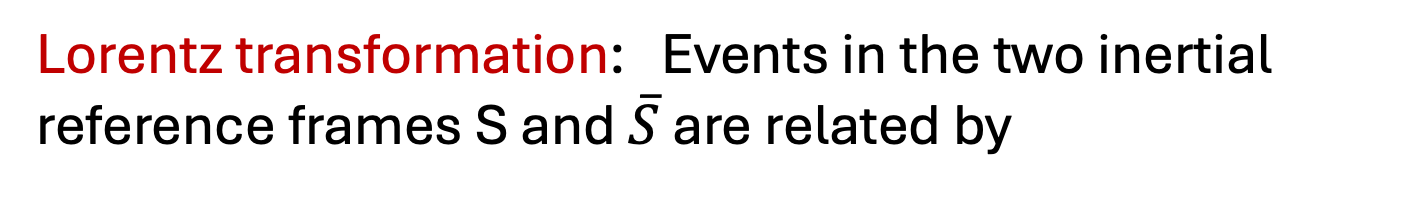 Lorentz transformation: Events in the two inertial
reference frames S and S̄ are related by